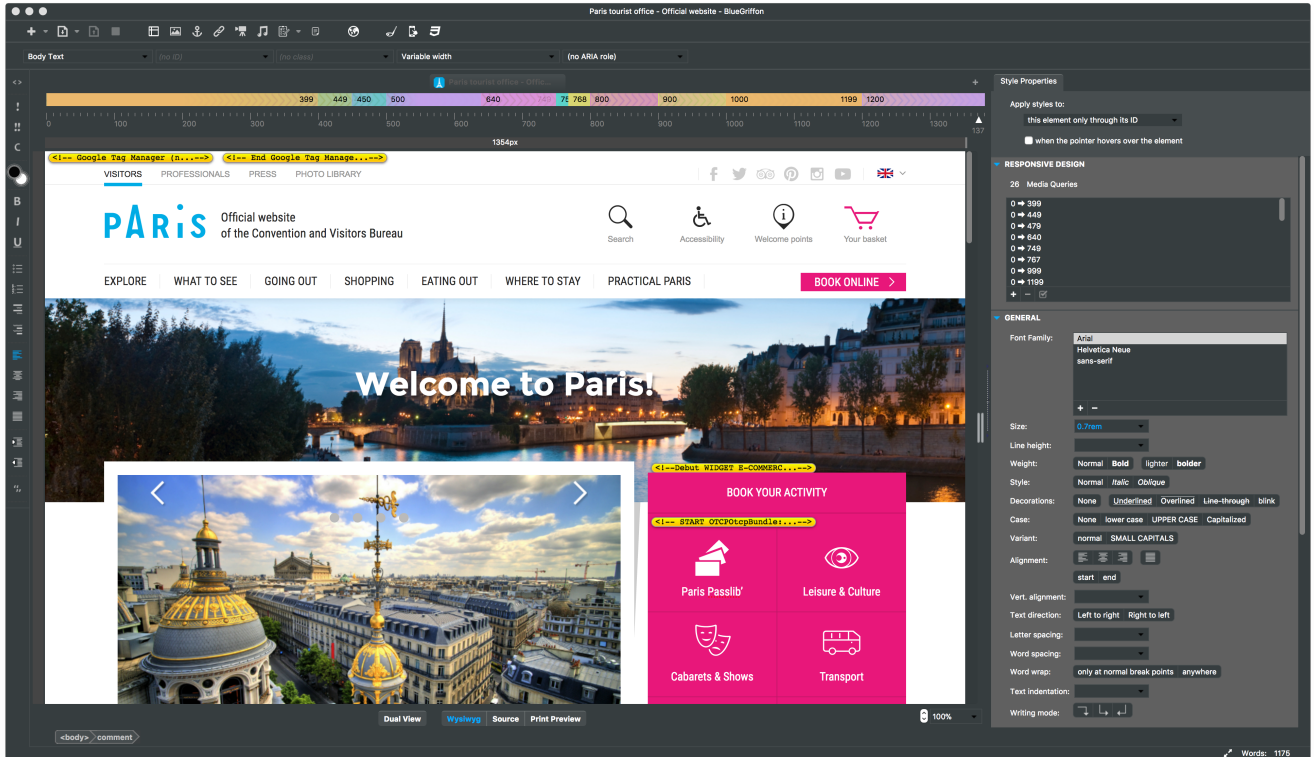 Paris tourist office - Official website - BlueGriffon
Body Text (no ID) (no class) Variable width (no ARIA role)
Paris tourist office - Offic...
399 449 450 500 640 749 768 800 900 1000 1199 1200
0 100 200 300 400 500 600 700 800 900 1000 1100 1200 1300 137
1354px
<!-- Google Tag Manager (n...--> <!-- End Google Tag Manage...-->
VISITORS PROFESSIONALS PRESS PHOTO LIBRARY
PARiS
Official website
of the Convention and Visitors Bureau
Search Accessibility Welcome points Your basket
EXPLORE WHAT TO SEE GOING OUT SHOPPING EATING OUT WHERE TO STAY PRACTICAL PARIS BOOK ONLINE
Welcome to Paris!
<!--Debut WIDGET E-COMMERC...-->
BOOK YOUR ACTIVITY
<!-- START OTCPOtcpBundle:...-->
Paris Passlib' Leisure & Culture
Cabarets & Shows Transport
Dual View Wysiwyg Source Print Preview 100%
<body> comment
Style Properties
Apply styles to:
this element only through its ID
when the pointer hovers over the element
RESPONSIVE DESIGN
26 Media Queries
0 ➡ 399
0 ➡ 449
0 ➡ 479
0 ➡ 640
0 ➡ 749
0 ➡ 767
0 ➡ 999
0 ➡ 1199
GENERAL
Font Family: Arial
Helvetica Neue
sans-serif
Size: 0.7rem
Line height:
Weight: Normal Bold lighter bolder
Style: Normal Italic Oblique
Decorations: None Underlined Overlined Line-through blink
Case: None lower case UPPER CASE Capitalized
Variant: normal SMALL CAPITALS
Alignment:
start end
Vert. alignment:
Text direction: Left to right Right to left
Letter spacing:
Word spacing:
Word wrap: only at normal break points anywhere
Text indentation:
Writing mode:
Words: 1175